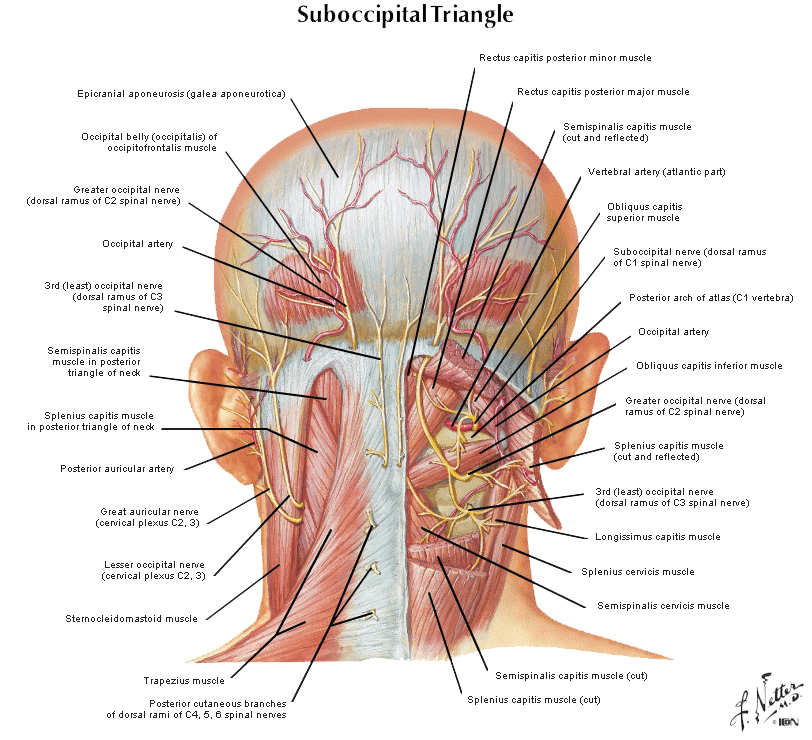 Suboccipital Triangle
Epicranial aponeurosis (galea aponeurotica)
Occipital belly (occipitalis) of
occipitofrontalis muscle
Greater occipital nerve
(dorsal ramus of C2 spinal nerve)
Occipital artery
3rd (least) occipital nerve
(dorsal ramus of C3
spinal nerve)
Semispinalis capitis
muscle in posterior
triangle of neck
Splenius capitis muscle
in posterior triangle of neck
Posterior auricular artery
Great auricular nerve
(cervical plexus C2, 3)
Lesser occipital nerve
(cervical plexus C2, 3)
Sternocleidomastoid muscle
Trapezius muscle
Posterior cutaneous branches
of dorsal rami of C4, 5, 6 spinal nerves
Rectus capitis posterior minor muscle
Rectus capitis posterior major muscle
Semispinalis capitis muscle
(cut and reflected)
Vertebral artery (atlantic part)
Obliquus capitis
superior muscle
Suboccipital nerve (dorsal ramus
of C1 spinal nerve)
Posterior arch of atlas (C1 vertebra)
Occipital artery
Obliquus capitis inferior muscle
Greater occipital nerve (dorsal
ramus of C2 spinal nerve)
Splenius capitis muscle
(cut and reflected)
3rd (least) occipital nerve
(dorsal ramus of C3 spinal nerve)
Longissimus capitis muscle
Splenius cervicis muscle
Semispinalis cervicis muscle
Semispinalis capitis muscle (cut)
Splenius capitis muscle (cut)
F. Netter
M.D.
© ICON